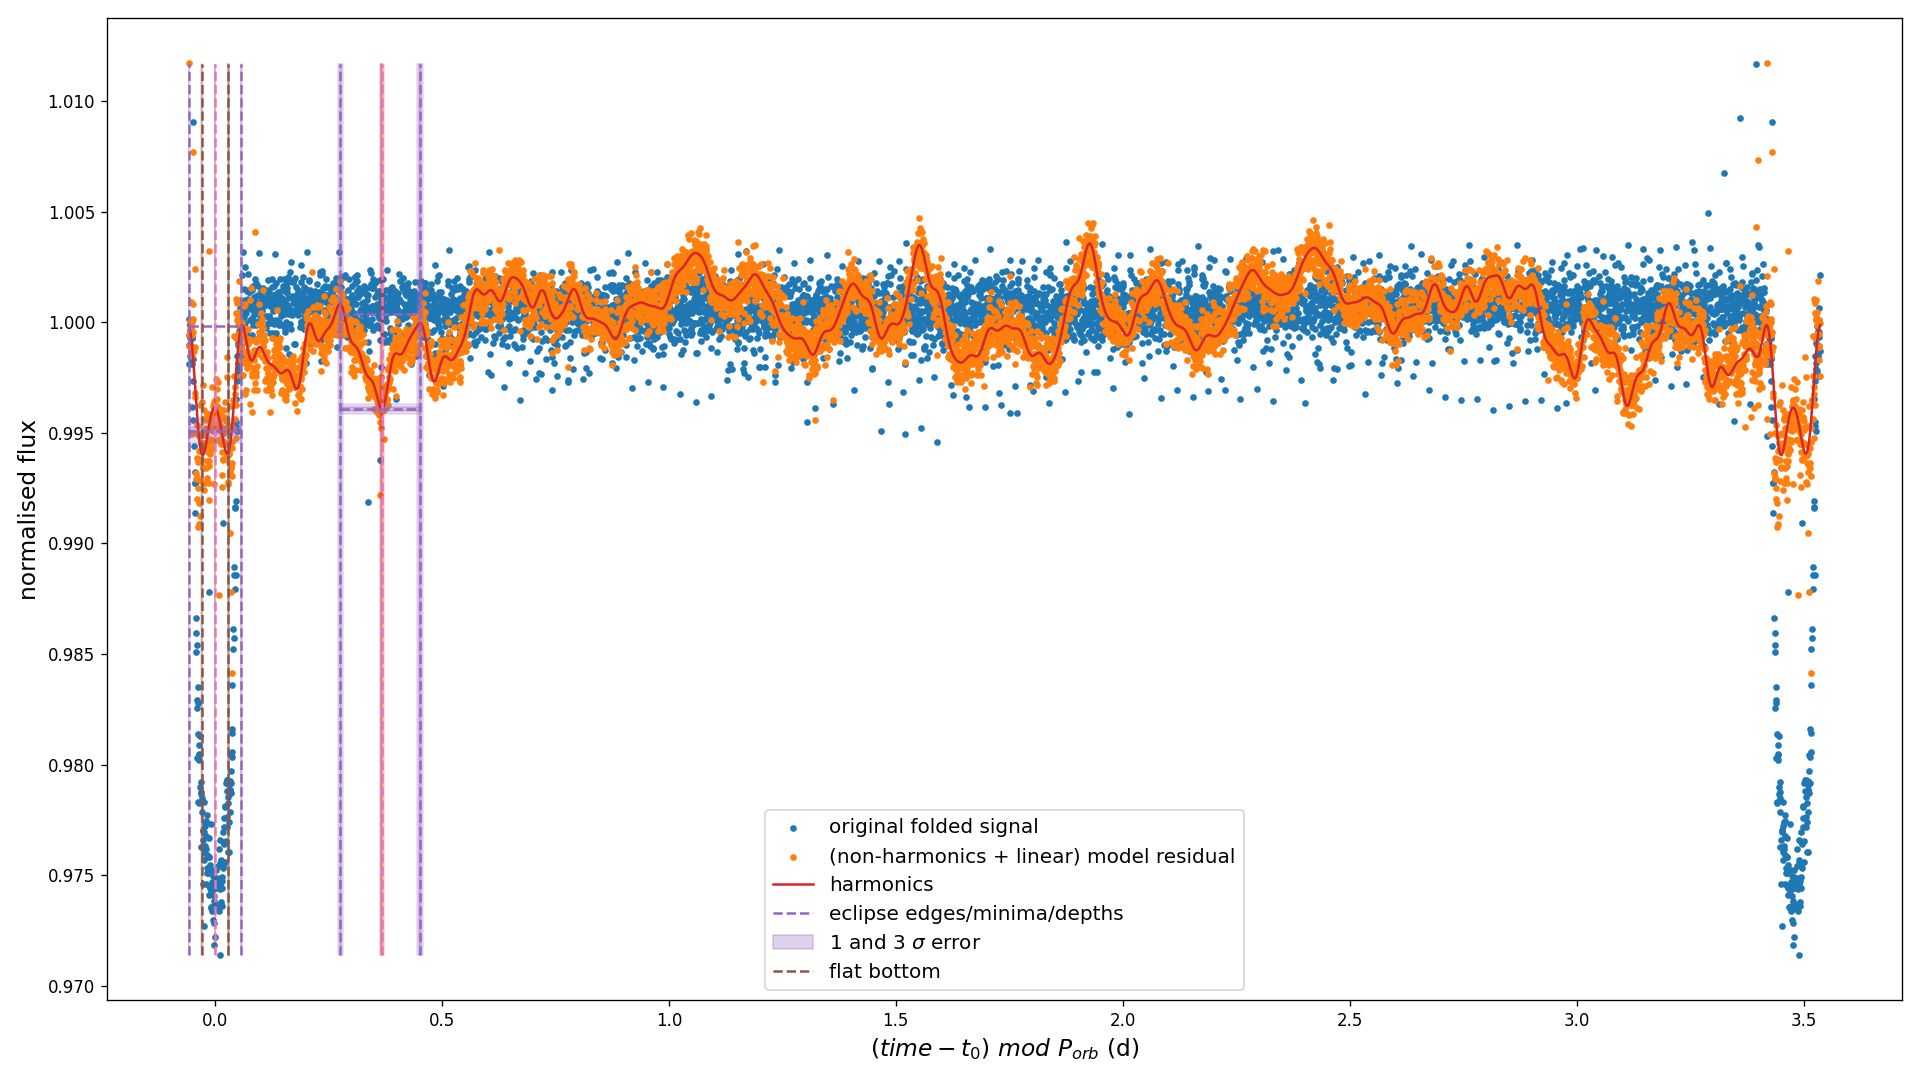 normalised flux
1.010
1.005
1.000
0.995
0.990
0.985
0.980
0.975
0.970
original folded signal
(non-harmonics + linear) model residual
harmonics
eclipse edges/minima/depths
1 and 3 σ error
flat bottom
0.0 0.5 1.0 1.5 2.0 2.5 3.0 3.5
(time − t₀) mod Pₒᵣb (d)